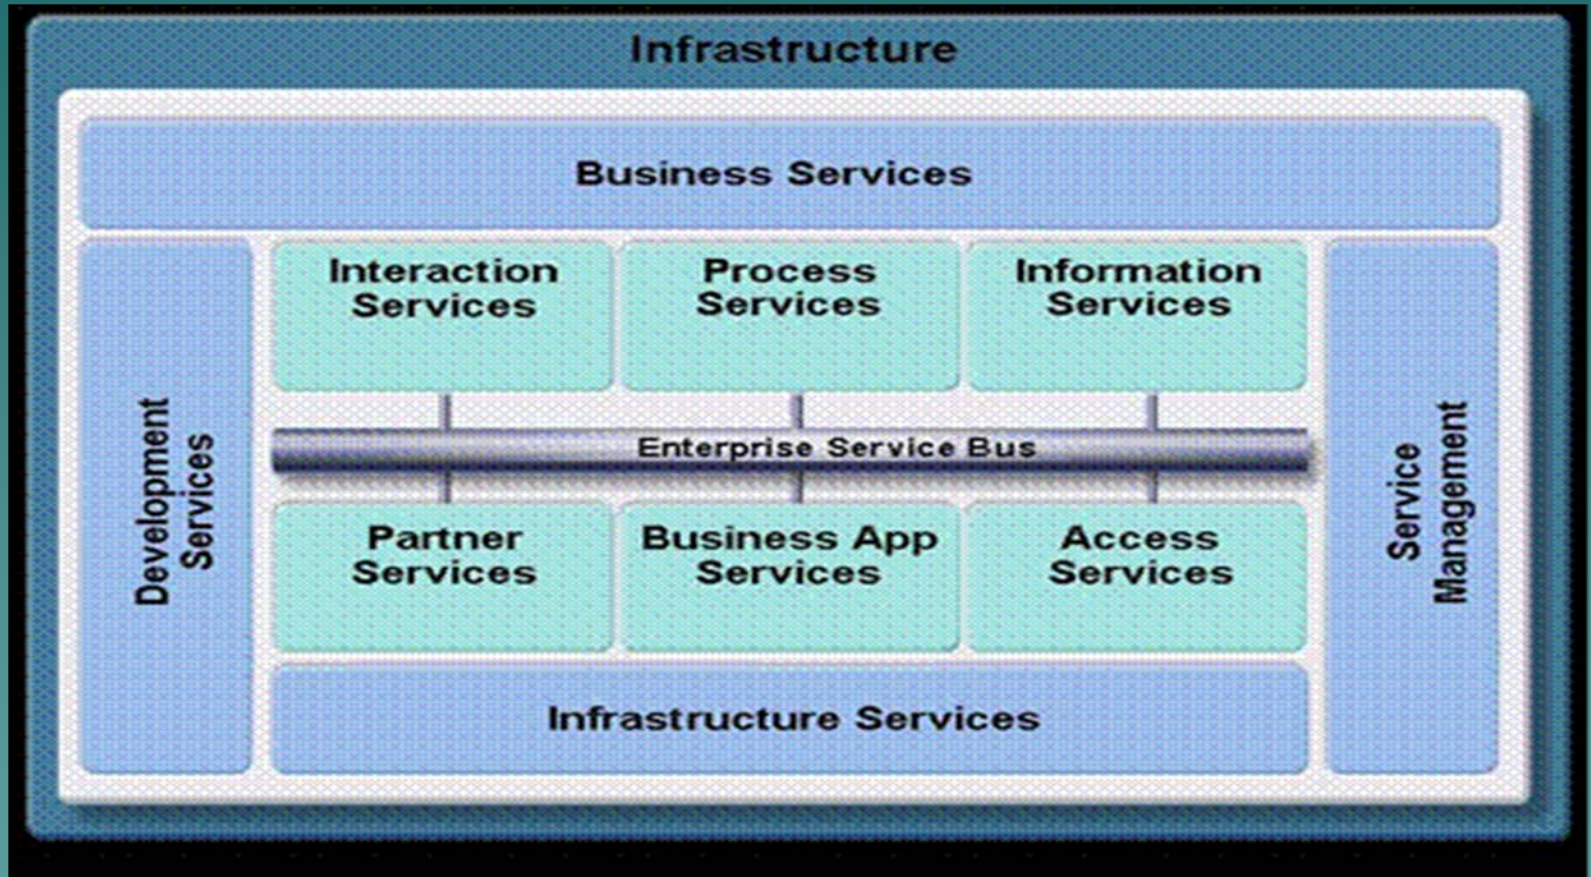 Infrastructure
Business Services
Interaction
Services
Process
Services
Information
Services
Development
Services
Enterprise Service Bus
Service
Management
Partner
Services
Business App
Services
Access
Services
Infrastructure Services